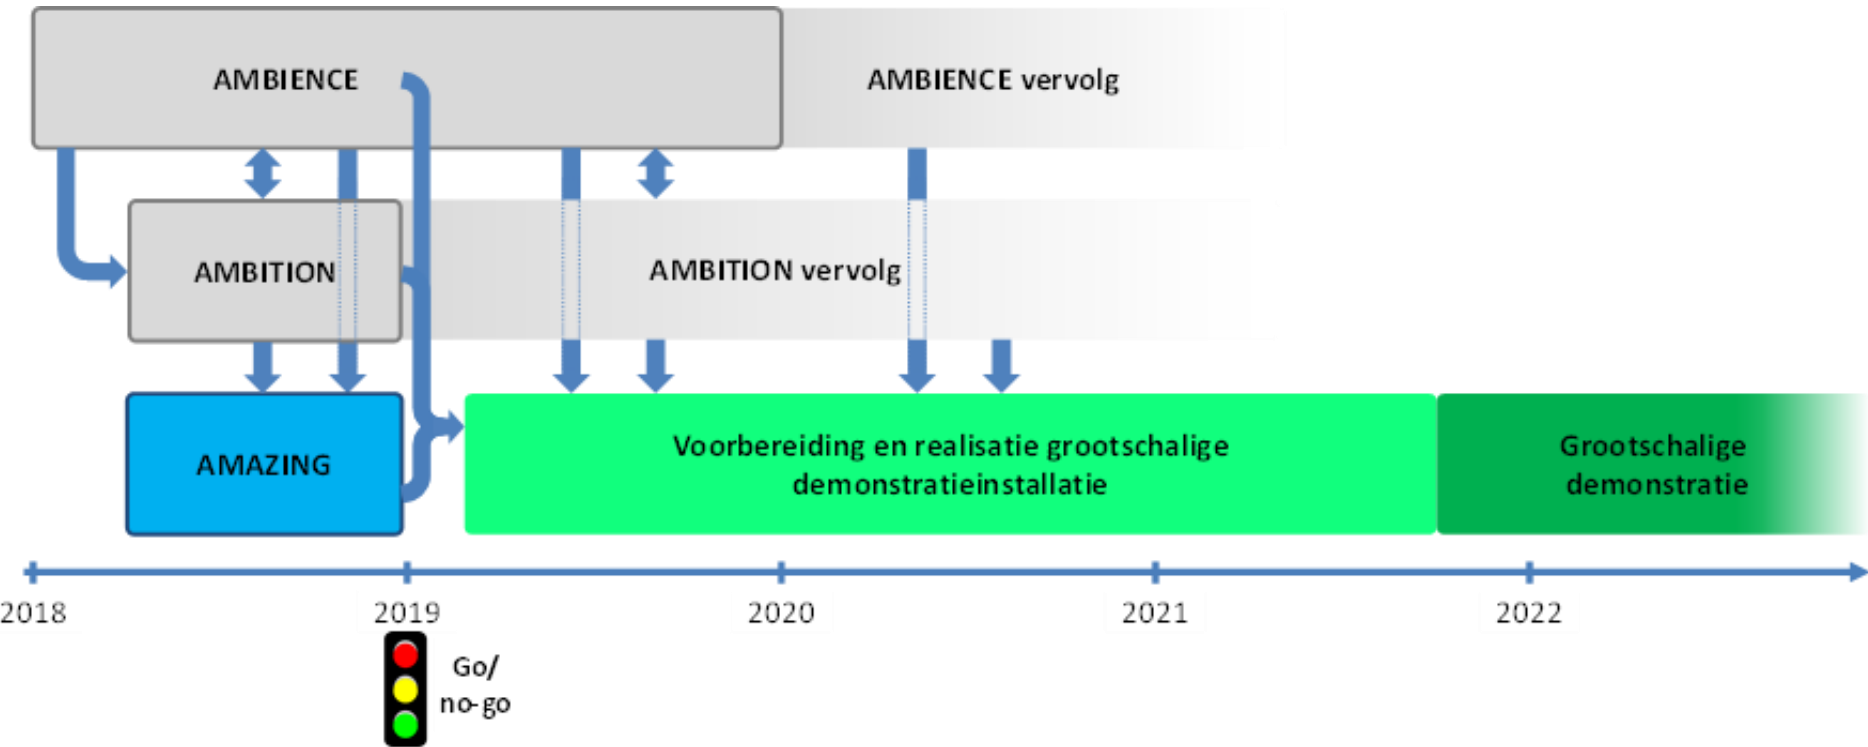 AMBIENCE
AMBIENCE vervolg
AMBITION
AMBITION vervolg
AMAZING
Voorbereiding en realisatie grootschalige
demonstratieinstallatie
Grootschalige
demonstratie
2018
2019
2020
2021
2022
Go/
no-go